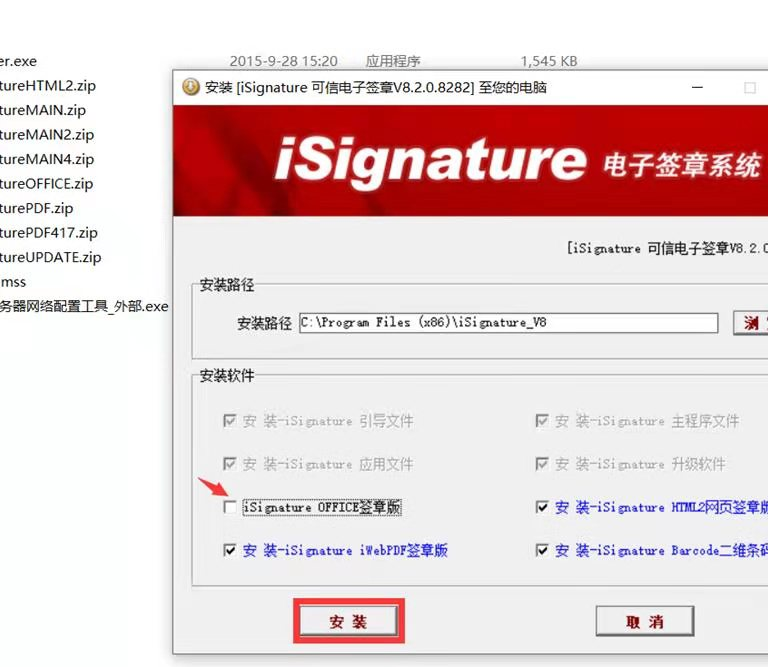 er.exe 2015-9-28 15:20 应用程序 1,545 KB
tureHTML2.zip
tureMAIN.zip
tureMAIN2.zip
tureMAIN4.zip
tureOFFICE.zip
turePDF.zip
turePDF417.zip
tureUPDATE.zip
mss
务器网络配置工具_外部.exe
安装 [iSignature 可信电子签章V8.2.0.8282] 至您的电脑
iSignature 电子签章系统
[iSignature 可信电子签章V8.2.0
安装路径
安装路径 C:\Program Files (x86)\iSignature_V8 浏
安装软件
安 装-iSignature 引导文件 安 装-iSignature 主程序文件
安 装-iSignature 应用文件 安 装-iSignature 升级软件
iSignature OFFICE签章版 安 装-iSignature HTML2网页签章版
安 装-iSignature iWebPDF签章版 安 装-iSignature Barcode二维条码
安 装 取 消